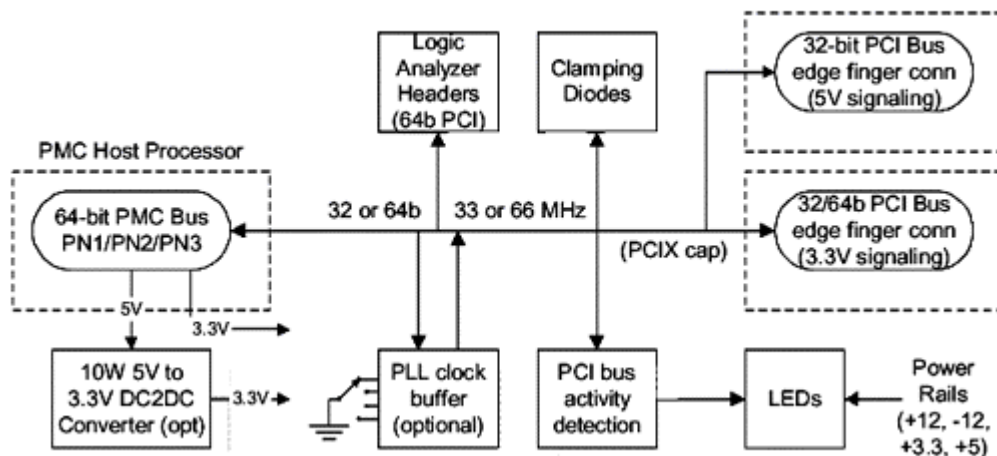 Logic
Analyzer
Headers
(64b PCI)
Clamping
Diodes
32-bit PCI Bus
edge finger conn
(5V signaling)
PMC Host Processor
64-bit PMC Bus
PN1/PN2/PN3
32 or 64b
33 or 66 MHz
(PCIX cap)
32/64b PCI Bus
edge finger conn
(3.3V signaling)
5V
3.3V
10W 5V to
3.3V DC2DC
Converter (opt)
3.3V
PLL clock
buffer
(optional)
PCI bus
activity
detection
LEDs
Power
Rails
(+12, -12,
+3.3, +5)